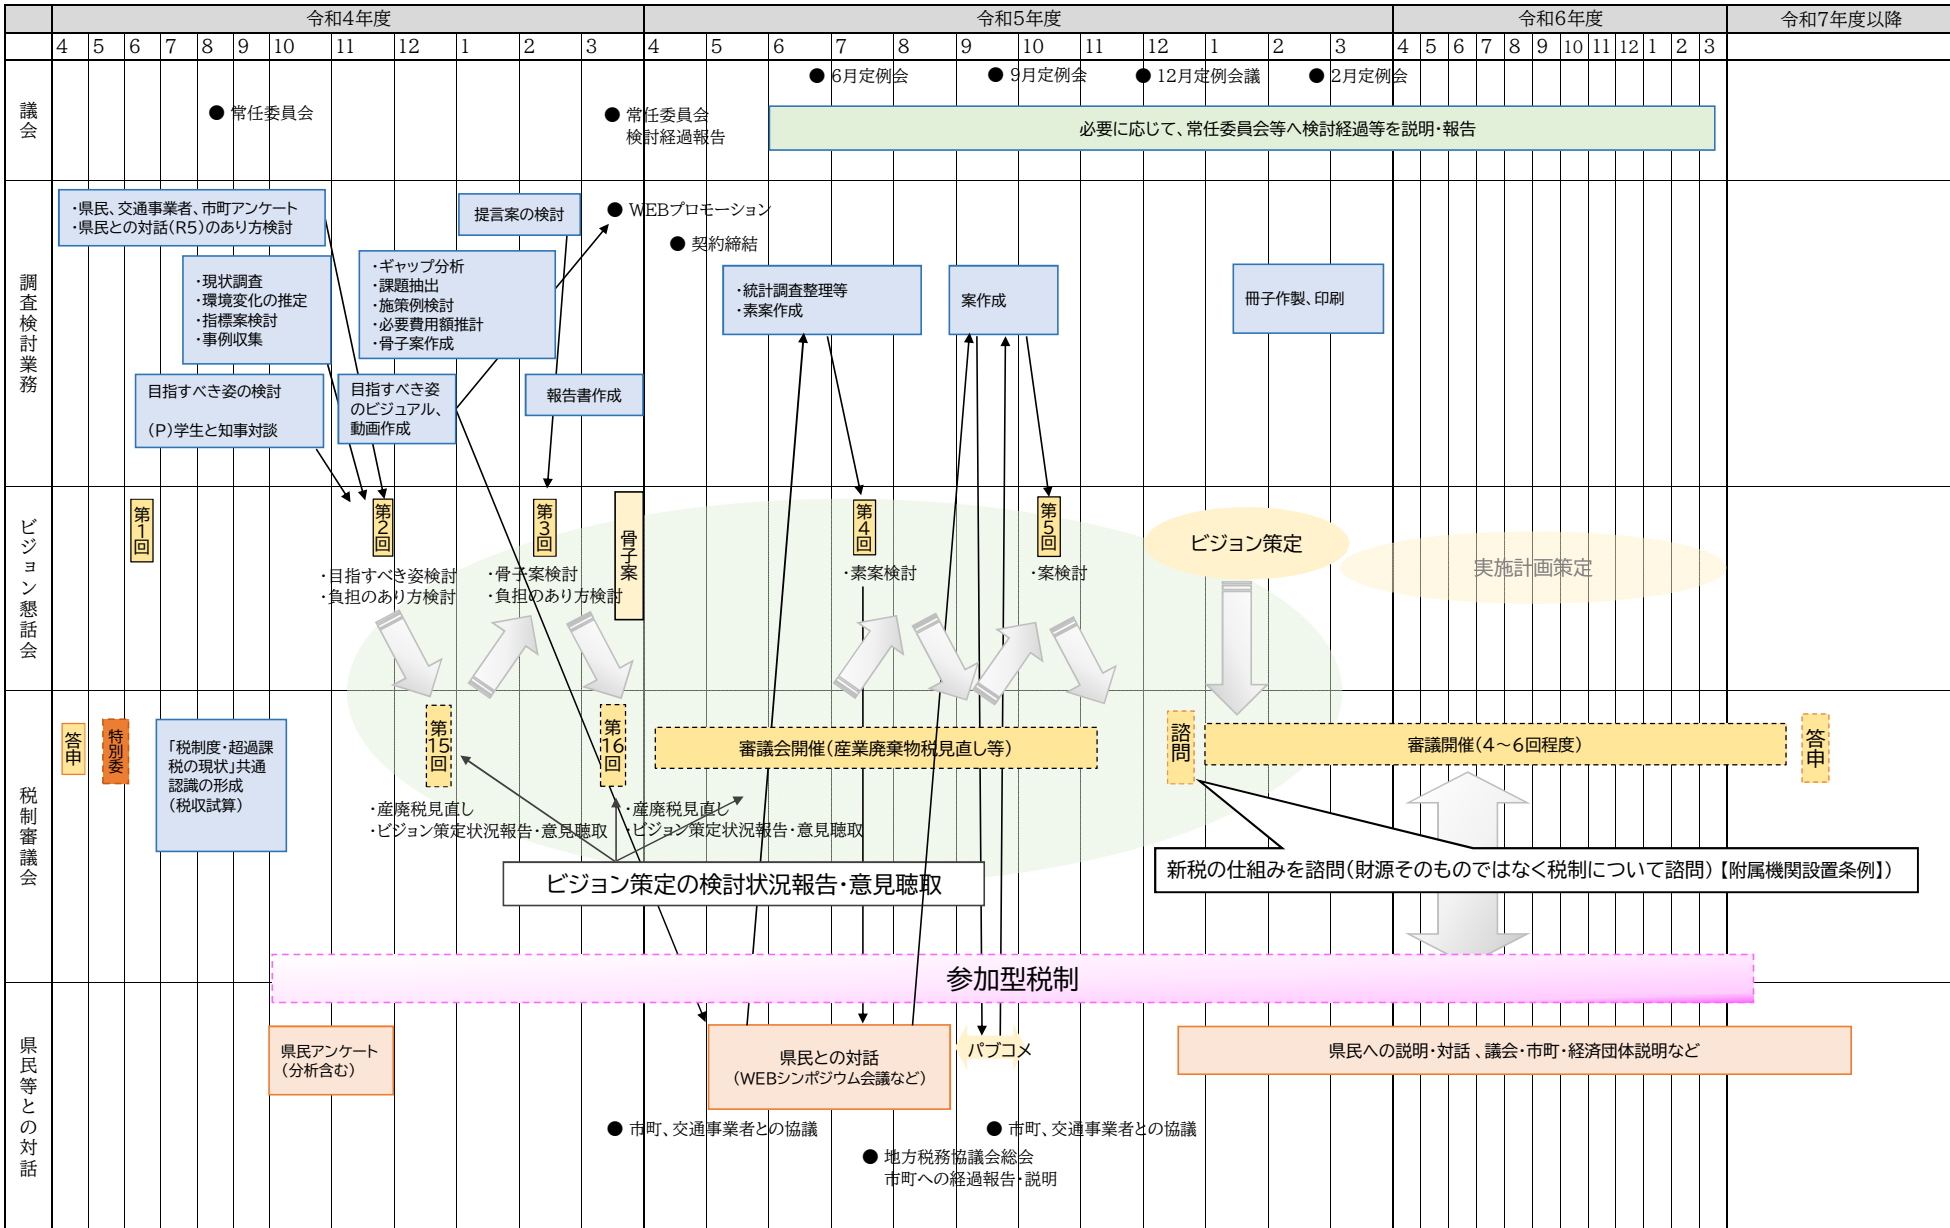 令和４年度
令和５年度
令和６年度
令和７年度以降
4 5 6 7 8 9 10 11 12 1 2 3
4 5 6 7 8 9 10 11 12 1 2 3
4 5 6 7 8 9 10 11 12 1 2 3
議会
● 6月定例会
● 9月定例会
● 12月定例会議
● 2月定例会
● 常任委員会
● 常任委員会
検討経過報告
必要に応じて、常任委員会等へ検討経過等を説明・報告
調査検討業務
・県民、交通事業者、市町アンケート
・県民との対話（R5）のあり方検討
・現状調査
・環境変化の推定
・指標案検討
・事例収集
目指すべき姿の検討
（P）学生と知事対談
・ギャップ分析
・課題抽出
・施策例検討
・必要費用額推計
・骨子案作成
目指すべき姿
のビジュアル、
動画作成
提言案の検討
報告書作成
● WEBプロモーション
● 契約締結
・統計調査整理等
・素案作成
案作成
冊子作製、印刷
ビジョン懇話会
第1回
第2回
第3回
骨子案
第4回
第5回
・目指すべき姿検討
・負担のあり方検討
・骨子案検討
・負担のあり方検討
・素案検討
・案検討
ビジョン策定
実施計画策定
税制審議会
答申
特別委
「税制度・超過課
税の現状」共通
認識の形成
（税収試算）
第15回
第16回
審議会開催（産業廃棄物税見直し等）
諮問
審議開催（４～６回程度）
答申
・産廃税見直し
・ビジョン策定状況報告・意見聴取
・産廃税見直し
・ビジョン策定状況報告・意見聴取
ビジョン策定の検討状況報告・意見聴取
新税の仕組みを諮問（財源そのものではなく税制について諮問）【附属機関設置条例】）
参加型税制
県民等との対話
県民アンケート
（分析含む）
県民との対話
（WEBシンポジウム会議など）
パブコメ
県民への説明・対話 、議会・市町・経済団体説明など
● 市町、交通事業者との協議
● 市町、交通事業者との協議
● 地方税務協議会総会
市町への経過報告・説明